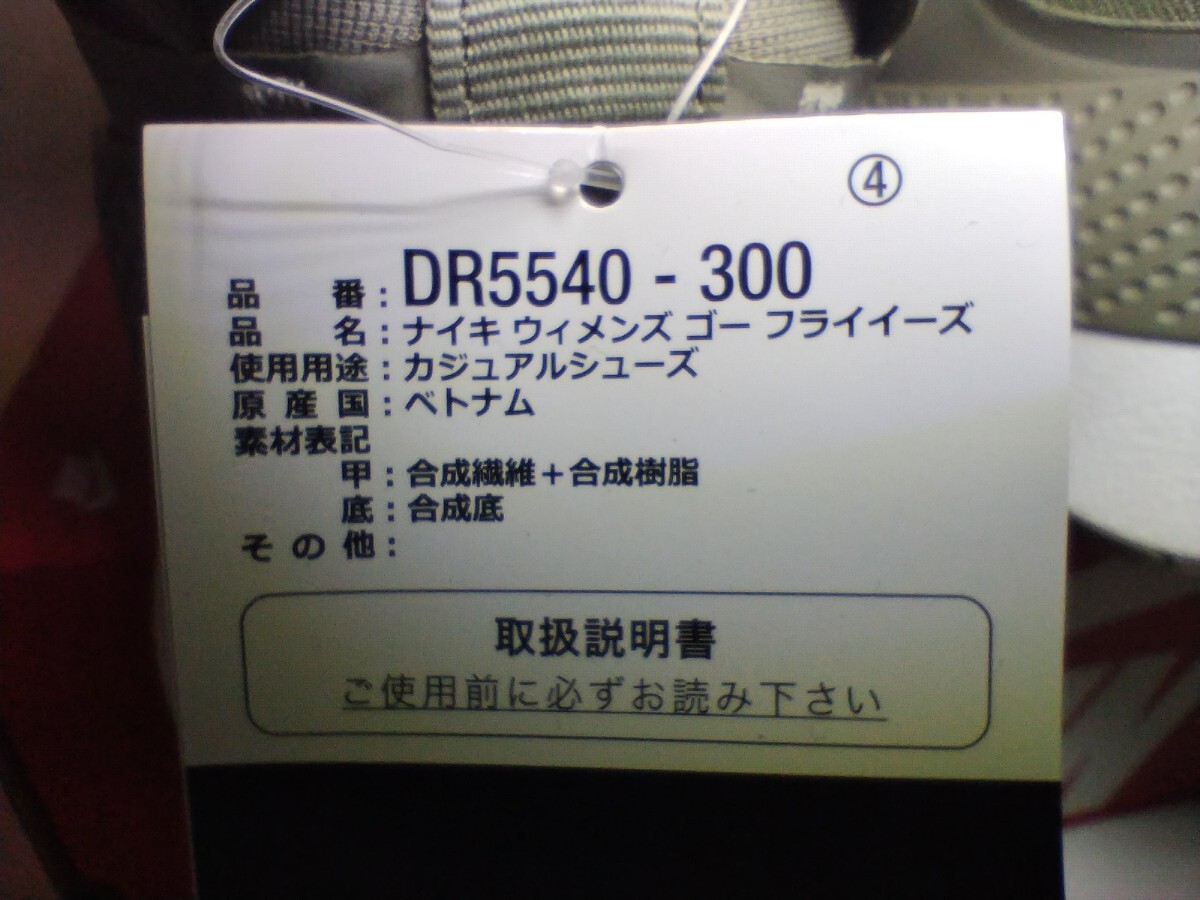 ④
品番：DR5540 - 300
品名：ナイキ ウィメンズ ゴー フライイーズ
使用用途：カジュアルシューズ
原産国：ベトナム
素材表記
甲：合成繊維＋合成樹脂
底：合成底
その他：
取扱説明書
ご使用前に必ずお読み下さい